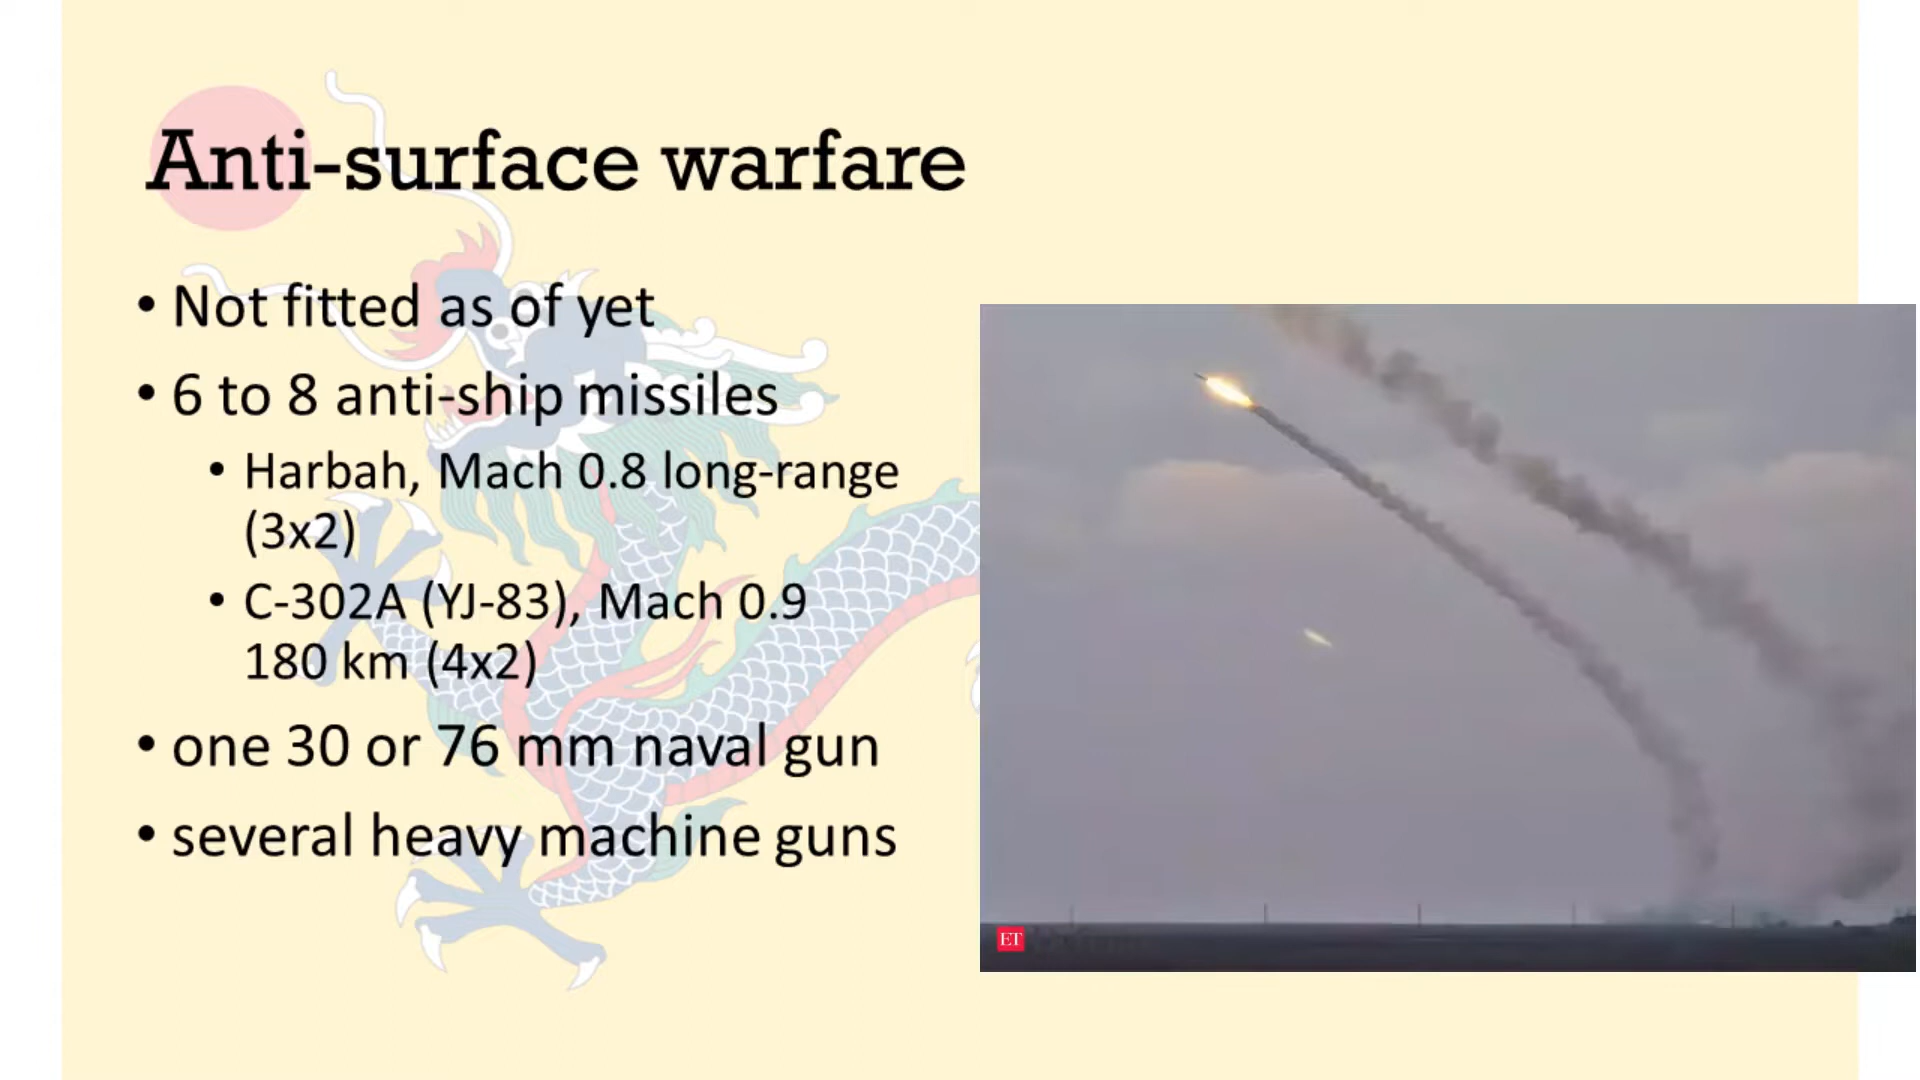 Anti-surface warfare
• Not fitted as of yet
• 6 to 8 anti-ship missiles
• Harbah, Mach 0.8 long-range
(3x2)
• C-302A (YJ-83), Mach 0.9
180 km (4x2)
• one 30 or 76 mm naval gun
• several heavy machine guns
ET